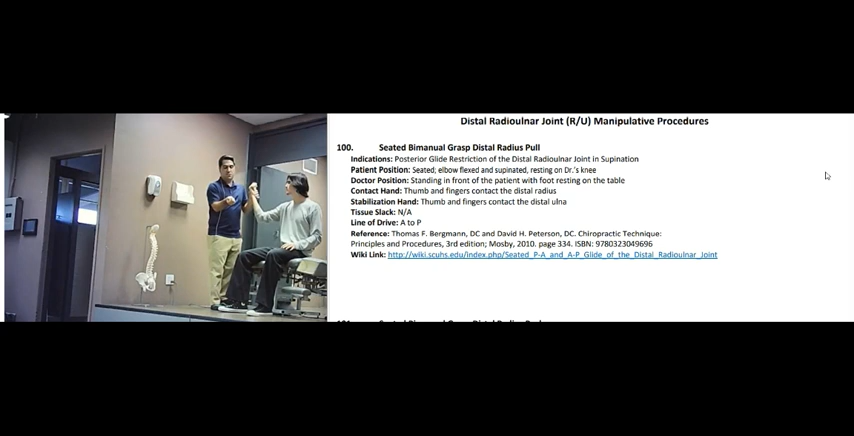 Distal Radioulnar Joint (R/U) Manipulative Procedures
100. Seated Bimanual Grasp Distal Radius Pull
Indications: Posterior Glide Restriction of the Distal Radioulnar Joint in Supination
Patient Position: Seated; elbow flexed and supinated, resting on Dr.'s knee
Doctor Position: Standing in front of the patient with foot resting on the table
Contact Hand: Thumb and fingers contact the distal radius
Stabilization Hand: Thumb and fingers contact the distal ulna
Tissue Slack: N/A
Line of Drive: A to P
Reference: Thomas F. Bergmann, DC and David H. Peterson, DC. Chiropractic Technique:
Principles and Procedures, 3rd edition; Mosby, 2010. page 334. ISBN: 9780323049696
Wiki Link: http://wiki.scuhs.edu/index.php/Seated_P-A_and_A-P_Glide_of_the_Distal_Radioulnar_Joint